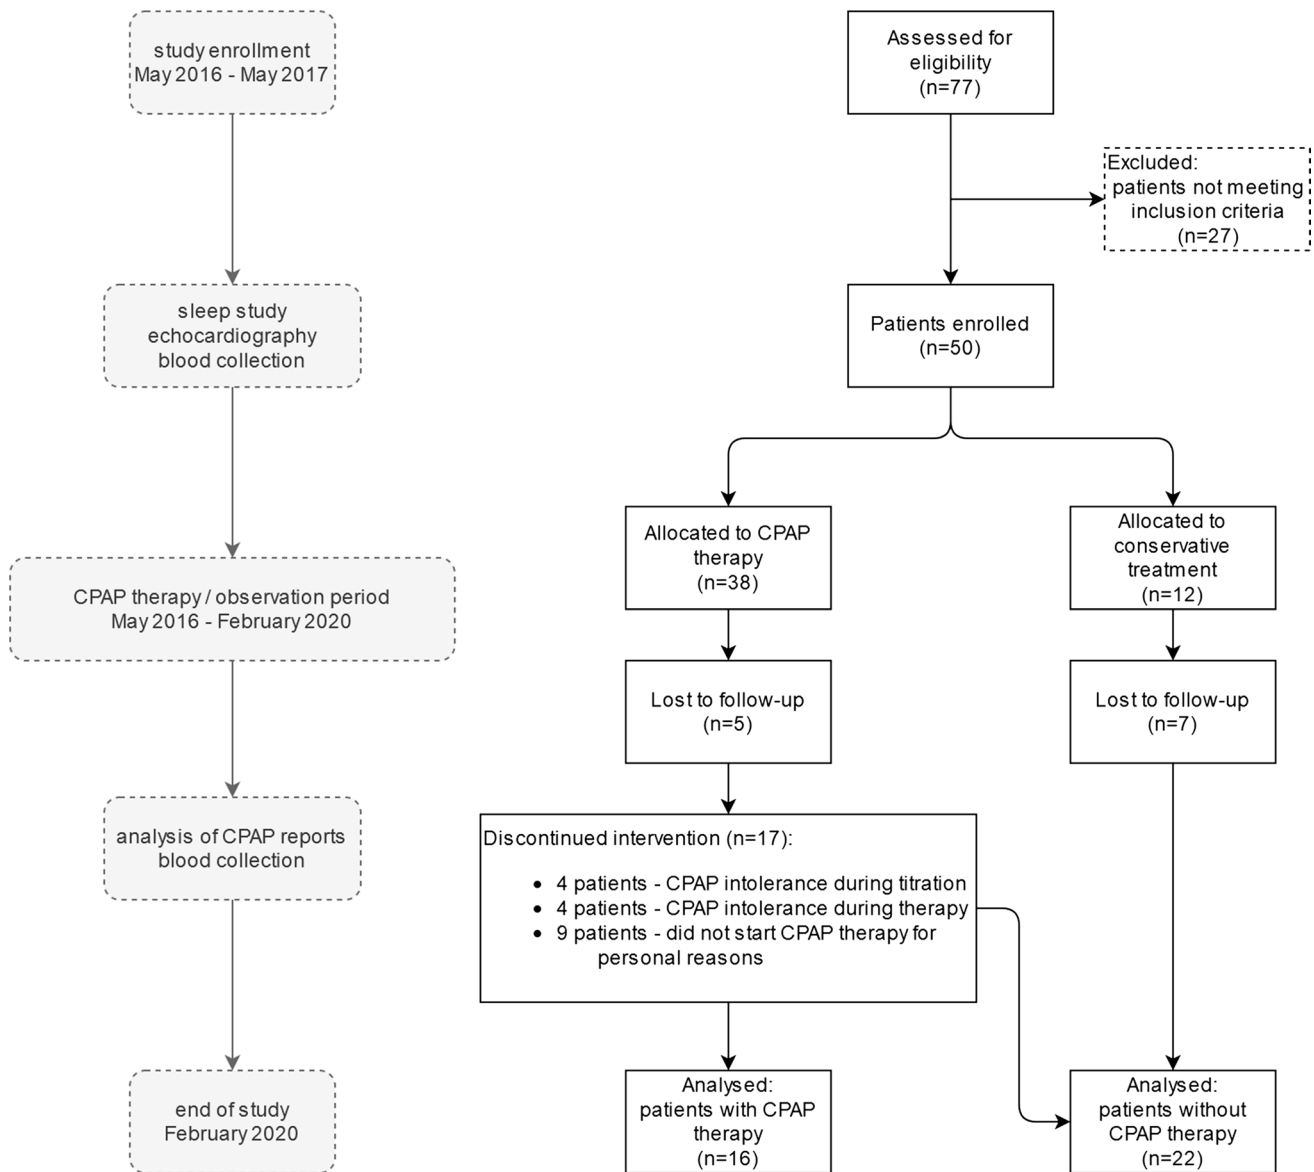 study enrollment
May 2016 - May 2017
sleep study
echocardiography
blood collection
CPAP therapy / observation period
May 2016 - February 2020
analysis of CPAP reports
blood collection
end of study
February 2020
Assessed for
eligibility
(n=77)
Excluded:
patients not meeting
inclusion criteria
(n=27)
Patients enrolled
(n=50)
Allocated to CPAP
therapy
(n=38)
Allocated to
conservative
treatment
(n=12)
Lost to follow-up
(n=5)
Lost to follow-up
(n=7)
Discontinued intervention (n=17):
• 4 patients - CPAP intolerance during titration
• 4 patients - CPAP intolerance during therapy
• 9 patients - did not start CPAP therapy for
personal reasons
Analysed:
patients with CPAP
therapy
(n=16)
Analysed:
patients without
CPAP therapy
(n=22)